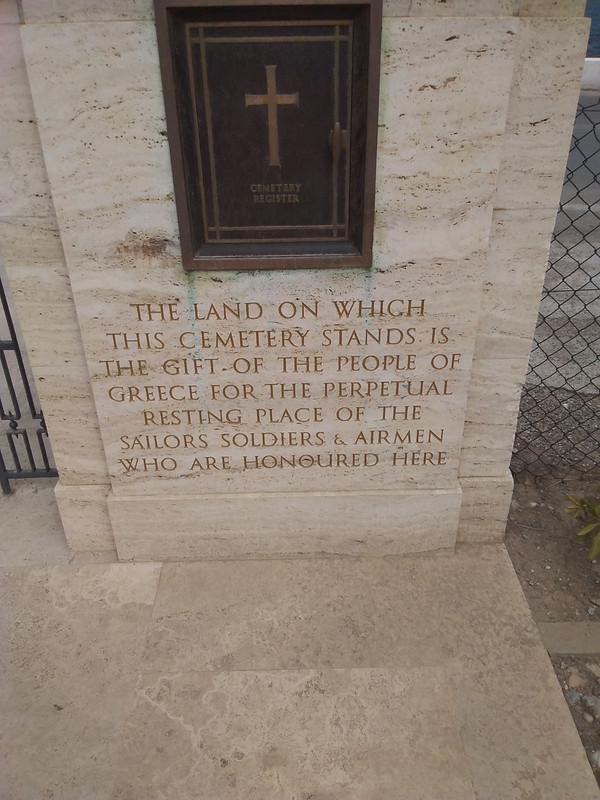 CEMETERY
REGISTER
THE LAND ON WHICH
THIS CEMETERY STANDS IS
THE GIFT OF THE PEOPLE OF
GREECE FOR THE PERPETUAL
RESTING PLACE OF THE
SAILORS SOLDIERS & AIRMEN
WHO ARE HONOURED HERE